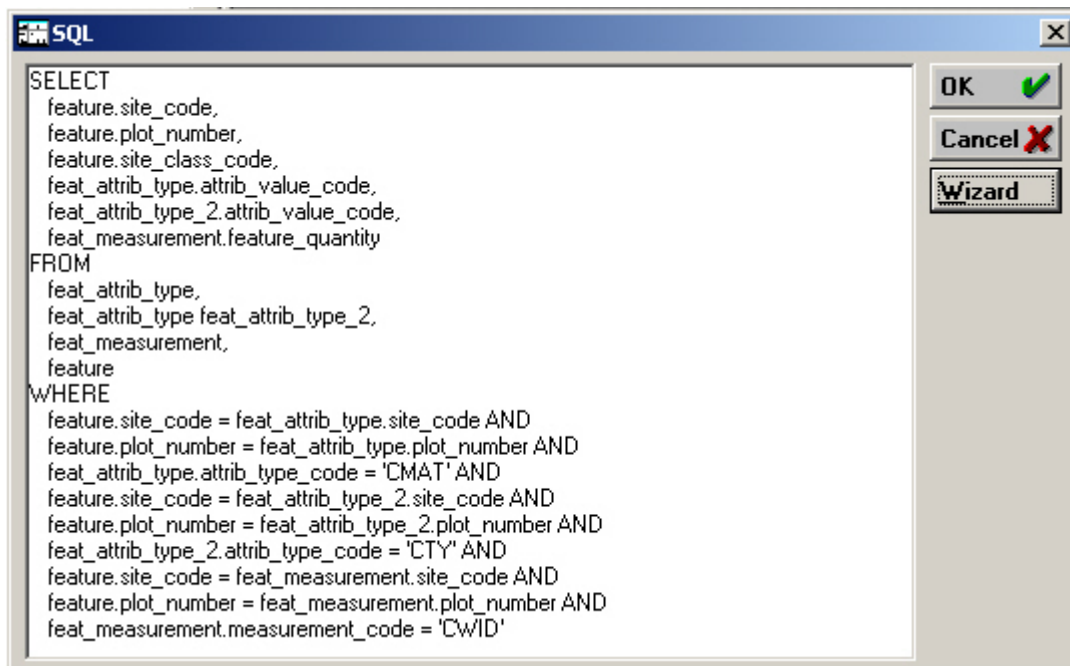 SQL
SELECT
feature.site_code,
feature.plot_number,
feature.site_class_code,
feat_attrib_type.attrib_value_code,
feat_attrib_type_2.attrib_value_code,
feat_measurement.feature_quantity
FROM
feat_attrib_type,
feat_attrib_type feat_attrib_type_2,
feat_measurement,
feature
WHERE
feature.site_code = feat_attrib_type.site_code AND
feature.plot_number = feat_attrib_type.plot_number AND
feat_attrib_type.attrib_type_code = 'CMAT' AND
feature.site_code = feat_attrib_type_2.site_code AND
feature.plot_number = feat_attrib_type_2.plot_number AND
feat_attrib_type_2.attrib_type_code = 'CTY' AND
feature.site_code = feat_measurement.site_code AND
feature.plot_number = feat_measurement.plot_number AND
feat_measurement.measurement_code = 'CWID'
OK
Cancel
Wizard